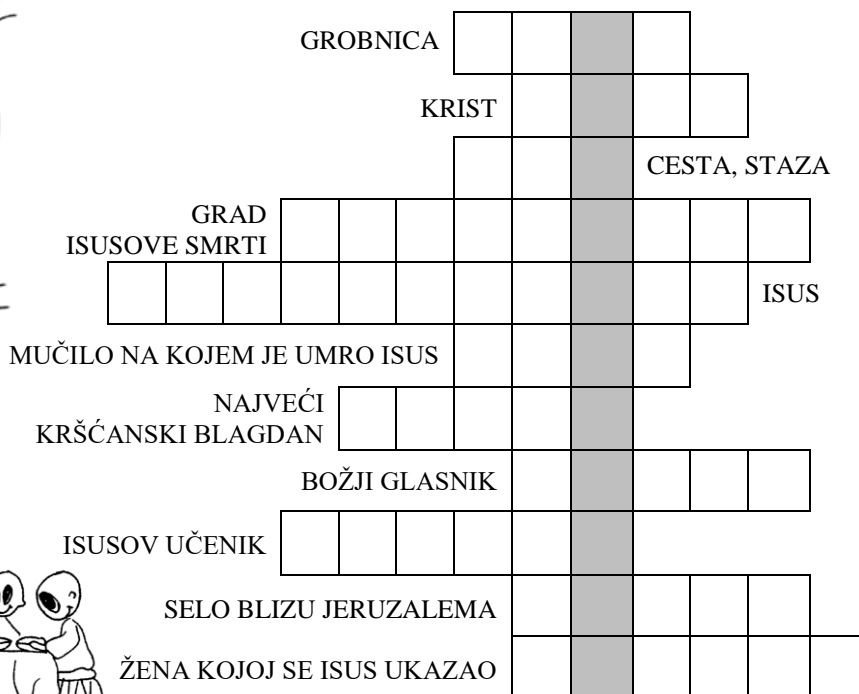 GROBNICA
KRIST
CESTA, STAZA
GRAD
ISUSOVE SMRTI
ISUS
MUČILO NA KOJEM JE UMRO ISUS
NAJVEĆI
KRŠĆANSKI BLAGDAN
BOŽJI GLASNIK
ISUSOV UČENIK
SELO BLIZU JERUZALEMA
ŽENA KOJOJ SE ISUS UKAZAO